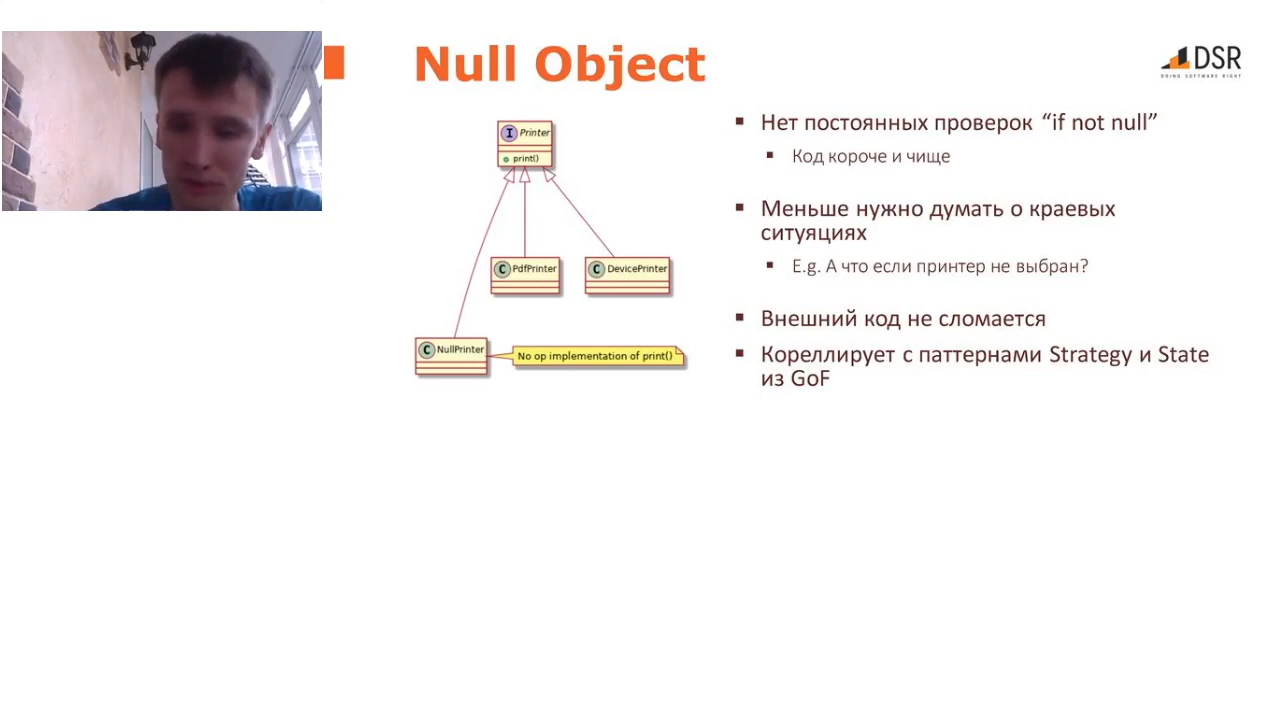 Null Object
DSR
DOING SOFTWARE RIGHT
I Printer
print()
C PdfPrinter
C DevicePrinter
C NullPrinter
No op implementation of print()
Нет постоянных проверок “if not null”
Код короче и чище
Меньше нужно думать о краевых
ситуяциях
E.g. А что если принтер не выбран?
Внешний код не сломается
Кореллирует с паттернами Strategy и State
из GoF